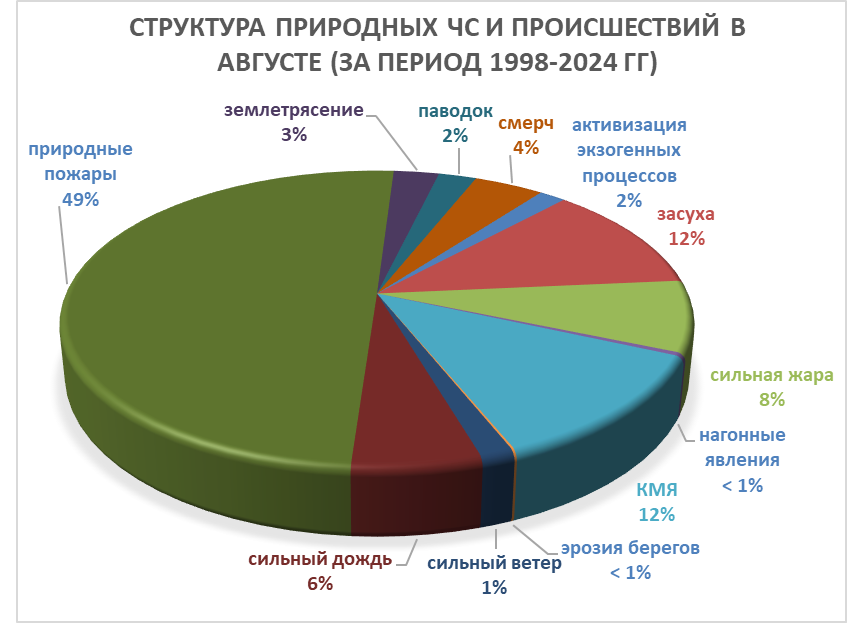 СТРУКТУРА ПРИРОДНЫХ ЧС И ПРОИСШЕСТВИЙ В
АВГУСТЕ (ЗА ПЕРИОД 1998-2024 ГГ)
землетрясение
3%
паводок
2%
смерч
4%
активизация
экзогенных
процессов
2%
природные
пожары
49%
засуха
12%
сильная жара
8%
нагонные
явления
< 1%
КМЯ
12%
эрозия берегов
< 1%
сильный ветер
1%
сильный дождь
6%